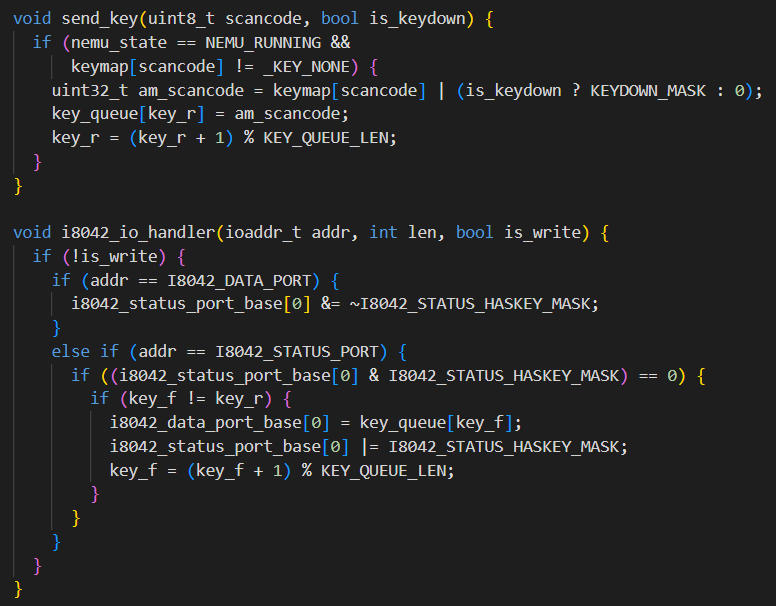 void send_key(uint8_t scancode, bool is_keydown) {
  if (nemu_state == NEMU_RUNNING &&
      keymap[scancode] != _KEY_NONE) {
    uint32_t am_scancode = keymap[scancode] | (is_keydown ? KEYDOWN_MASK : 0);
    key_queue[key_r] = am_scancode;
    key_r = (key_r + 1) % KEY_QUEUE_LEN;
  }
}

void i8042_io_handler(ioaddr_t addr, int len, bool is_write) {
  if (!is_write) {
    if (addr == I8042_DATA_PORT) {
      i8042_status_port_base[0] &= ~I8042_STATUS_HASKEY_MASK;
    }
    else if (addr == I8042_STATUS_PORT) {
      if ((i8042_status_port_base[0] & I8042_STATUS_HASKEY_MASK) == 0) {
        if (key_f != key_r) {
          i8042_data_port_base[0] = key_queue[key_f];
          i8042_status_port_base[0] |= I8042_STATUS_HASKEY_MASK;
          key_f = (key_f + 1) % KEY_QUEUE_LEN;
        }
      }
    }
  }
}